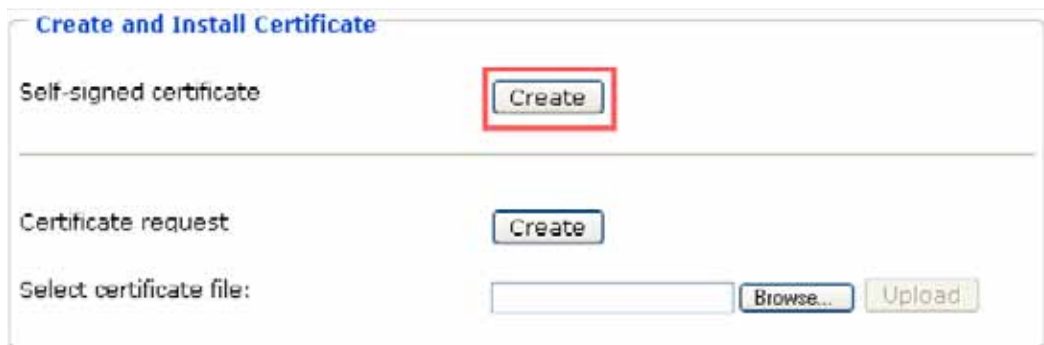 Create and Install Certificate
Self-signed certificate Create
Certificate request Create
Select certificate file: Browse... Upload